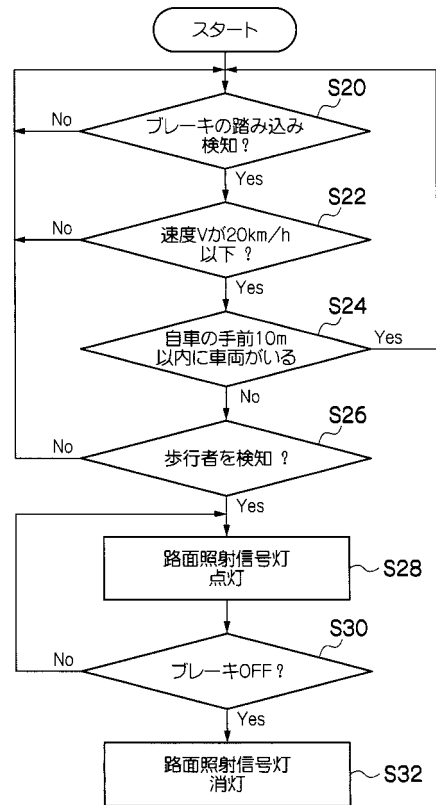 スタート
S20
ブレーキの踏み込み
検知？
No
Yes
S22
速度Vが20km/h
以下？
No
Yes
S24
自車の手前10m
以内に車両がいる
Yes
No
S26
歩行者を検知？
No
Yes
路面照射信号灯
点灯
S28
S30
ブレーキOFF？
No
Yes
路面照射信号灯
消灯
S32